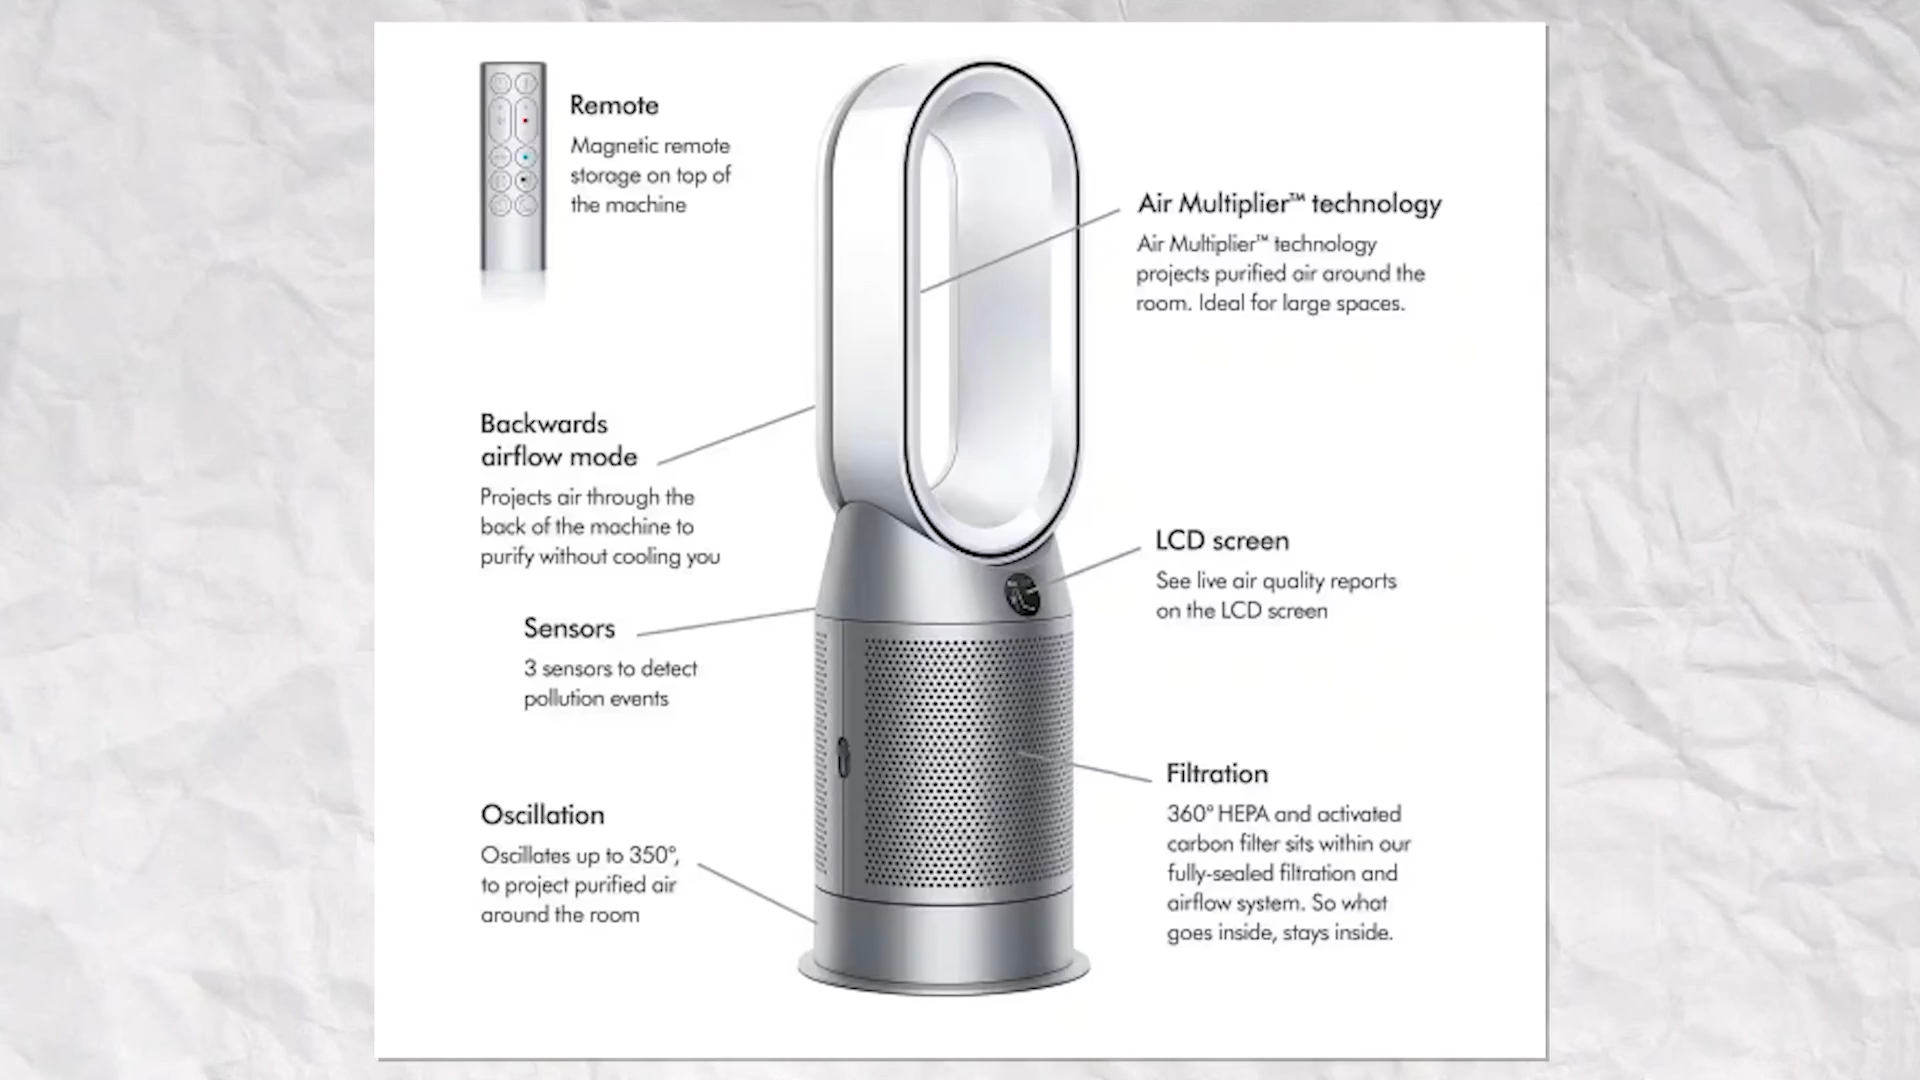 Remote
Magnetic remote
storage on top of
the machine
Air Multiplier™ technology
Air Multiplier™ technology
projects purified air around the
room. Ideal for large spaces.
Backwards
airflow mode
Projects air through the
back of the machine to
purify without cooling you
LCD screen
See live air quality reports
on the LCD screen
Sensors
3 sensors to detect
pollution events
Filtration
360° HEPA and activated
carbon filter sits within our
fully-sealed filtration and
airflow system. So what
goes inside, stays inside.
Oscillation
Oscillates up to 350°,
to project purified air
around the room